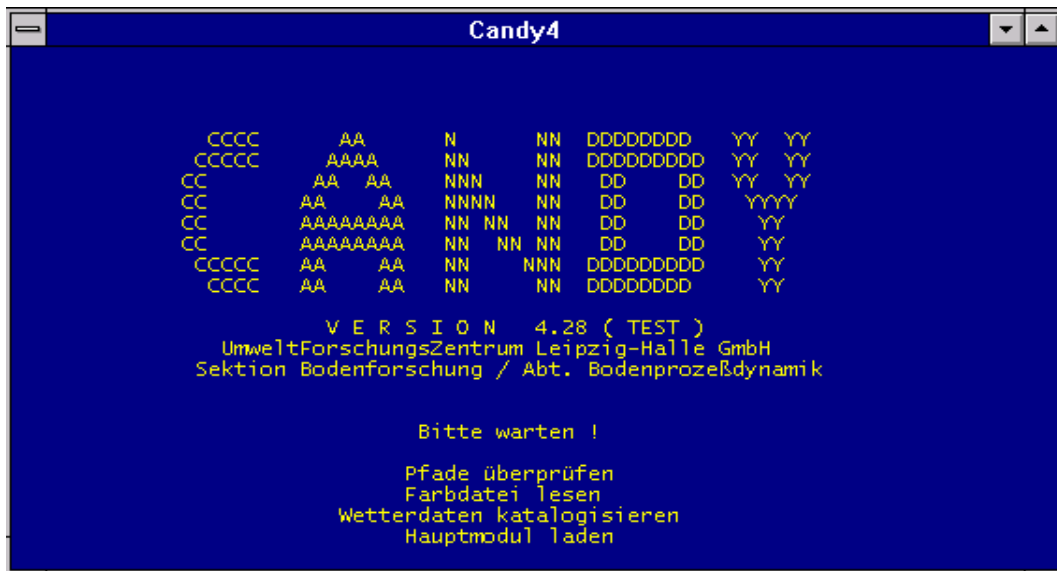 Candy4
CCCC      AA      N      NN  DDDDDDDD   YY  YY
CCCCC     AAAA     NN     NN  DDDDDDDDD  YY  YY
CC        AA  AA    NNN    NN   DD    DD  YY  YY
CC       AA    AA   NNNN   NN   DD    DD   YYYY
CC       AAAAAAAA   NN NN  NN   DD    DD    YY
CC       AAAAAAAA   NN  NN NN   DD    DD    YY
CCCCC   AA    AA   NN    NNN  DDDDDDDDD    YY
CCCC   AA    AA   NN     NN  DDDDDDDD     YY
V E R S I O N   4.28 ( TEST )
UmweltForschungsZentrum Leipzig-Halle GmbH
Sektion Bodenforschung / Abt. Bodenprozeßdynamik
Bitte warten !
Pfade überprüfen
Farbdatei lesen
Wetterdaten katalogisieren
Hauptmodul laden